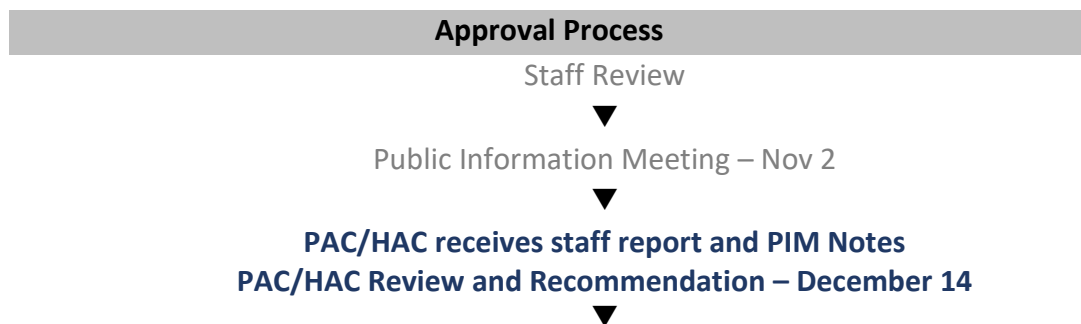 Approval Process
Staff Review
▼
Public Information Meeting – Nov 2
▼
PAC/HAC receives staff report and PIM Notes
PAC/HAC Review and Recommendation – December 14
▼